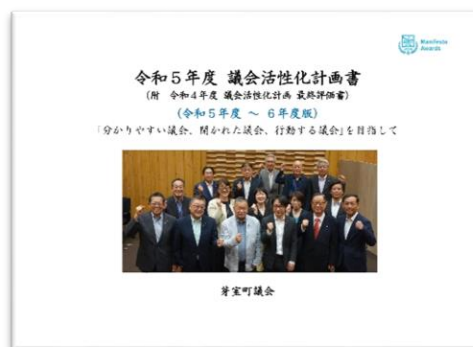 Manifesto
Awards
令和5年度 議会活性化計画書
(附 令和4年度 議会活性化計画 最終評価書)
(令和5年度 ～ 6年度版)
「分かりやすい議会、開かれた議会、行動する議会」を目指して
芽室町議会